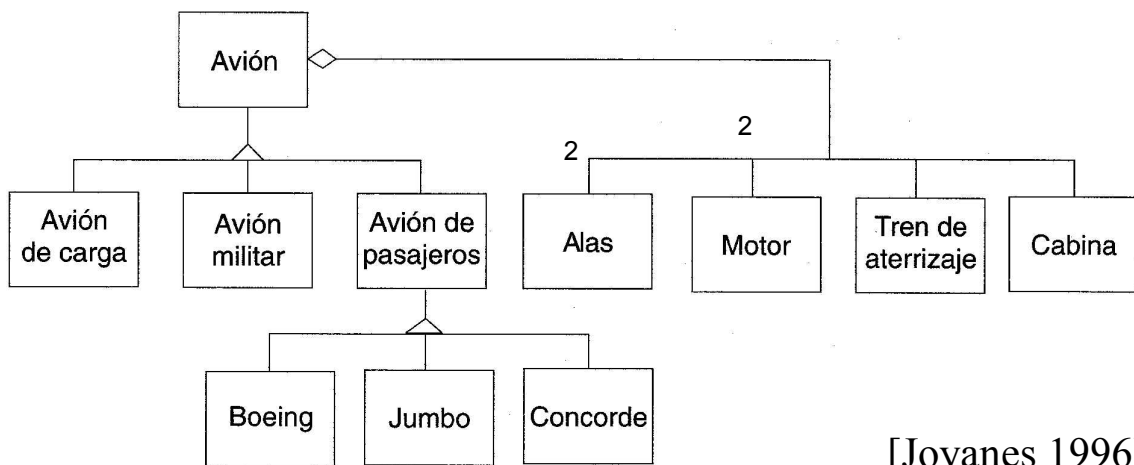 Avión
2
2
Avión
de carga
Avión
militar
Avión de
pasajeros
Alas
Motor
Tren de
aterrizaje
Cabina
Boeing
Jumbo
Concorde
[Joyanes 1996